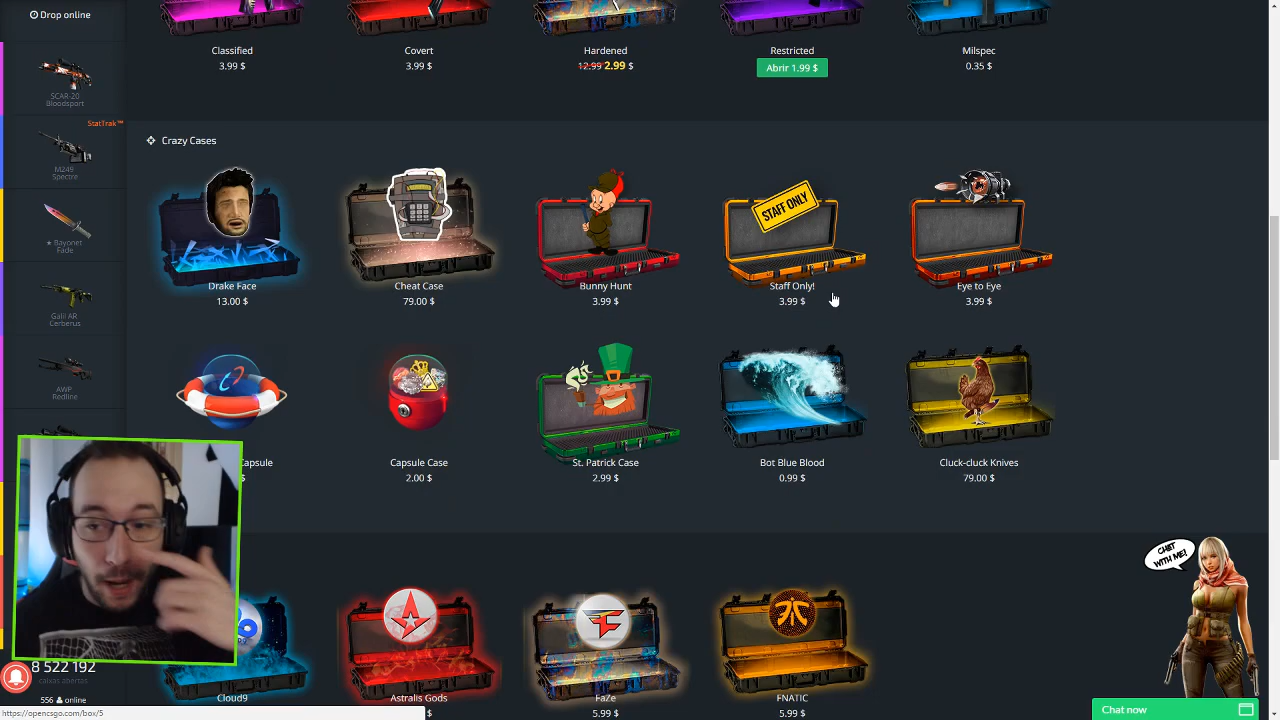 Drop online
SCAR-20
Bloodsport
StatTrak™
M249
Spectre
★ Bayonet
Fade
Galil AR
Cerberus
AWP
Redline
Classified
3.99 $
Covert
3.99 $
Hardened
12.99 2.99 $
Restricted
Abrir 1.99 $
Milspec
0.35 $
Crazy Cases
Drake Face
13.00 $
Cheat Case
79.00 $
Bunny Hunt
3.99 $
STAFF ONLY
Staff Only!
3.99 $
Eye to Eye
3.99 $
Capsule
$
Capsule Case
2.00 $
St. Patrick Case
2.99 $
Bot Blue Blood
0.99 $
Cluck-cluck Knives
79.00 $
Cloud9
Astralis Gods
$
FaZe
5.99 $
FNATIC
5.99 $
CHAT
WITH ME!
8 522 192
caixas abertas
556 online
https://opencsgo.com/box/5
Chat now